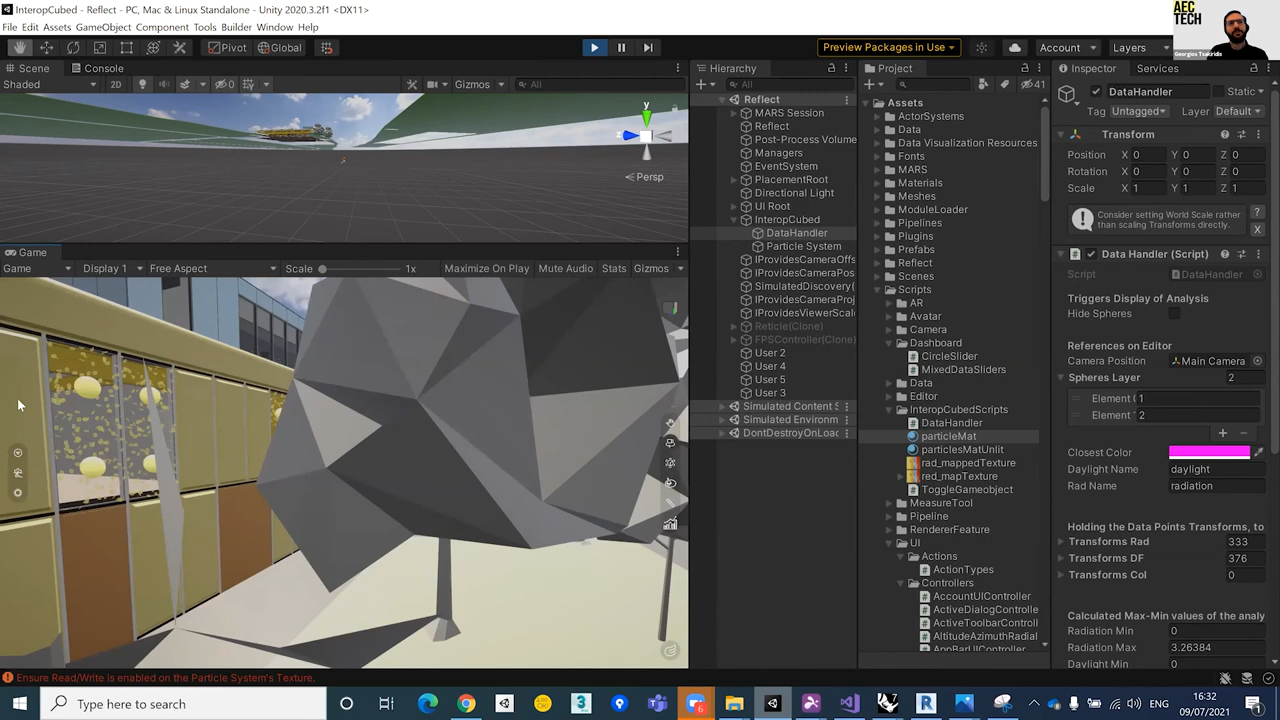 InteropCubed - Reflect - PC, Mac & Linux Standalone - Unity 2020.3.2f1 <DX11>
File Edit Assets GameObject Component Tools Window Help
Pivot Global Preview Packages in Use Account Layers
AEC
TECH
Georgios Tsakiridis
Scene Console
Shaded 2D 0 Gizmos All
y
Persp
Game
Game Display 1 Free Aspect Scale 1x Maximize On Play Mute Audio Stats Gizmos
Hierarchy
All
Reflect
MARS Session
Reflect
Post-Process Volume
Managers
EventSystem
PlacementRoot
Directional Light
UI Root
InteropCubed
DataHandler
Particle System
IProvidesCameraOffs
IProvidesCameraPos
SimulatedDiscovery(
IProvidesCameraProj
IProvidesViewerScale
Reticle(Clone)
FPSController(Clone)
User 2
User 4
User 5
User 3
Simulated Content S
Simulated Environm
DontDestroyOnLoad
Project
41
Assets
ActorSystems
Data
Data Visualization Resources
Fonts
MARS
Materials
Meshes
ModuleLoader
Pipelines
Plugins
Prefabs
Reflect
Scenes
Scripts
AR
Avatar
Camera
Dashboard
CircleSlider
MixedDataSliders
Data
Editor
InteropCubedScripts
DataHandler
particleMat
particlesMatUnlit
rad_mappedTexture
red_mapTexture
ToggleGameobject
MeasureTool
Pipeline
RendererFeature
UI
Actions
ActionTypes
Controllers
AccountUIController
ActiveDialogControlle
ActiveToolbarControll
AltitudeAzimuthRadial
AppBarUIController
Inspector Services
DataHandler Static
Tag Untagged Layer Default
Transform
Position X 0 Y 0 Z 0
Rotation X 0 Y 0 Z 0
Scale X 1 Y 1 Z 1
Consider setting World Scale rather
than scaling Transforms directly.
Data Handler (Script)
Script DataHandler
Triggers Display of Analysis
Hide Spheres
References on Editor
Camera Position Main Camera
Spheres Layer 2
Element 1
Element 2
Closest Color
Daylight Name daylight
Rad Name radiation
Holding the Data Points Transforms, to
Transforms Rad 333
Transforms DF 376
Transforms Col 0
Calculated Max-Min values of the analy
Radiation Min 0
Radiation Max 3.26384
Daylight Min 0
Ensure Read/Write is enabled on the Particle System's Texture.
Type here to search
16:32
ENG
09/07/2021